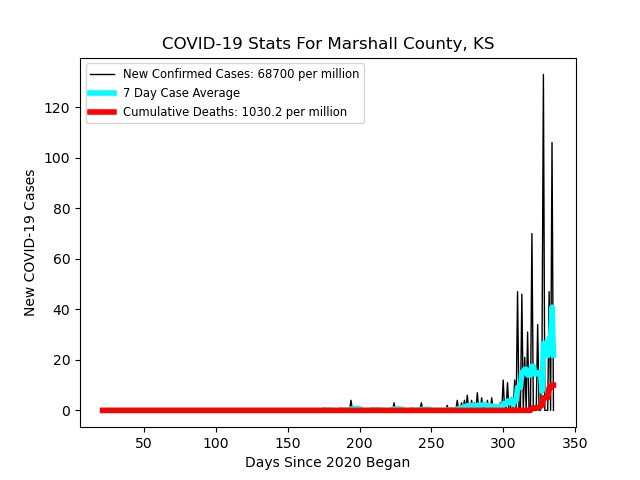 COVID-19 Stats For Marshall County, KS
New Confirmed Cases: 68700 per million
7 Day Case Average
Cumulative Deaths: 1030.2 per million
New COVID-19 Cases
120
100
80
60
40
20
0
50
100
150
200
250
300
350
Days Since 2020 Began